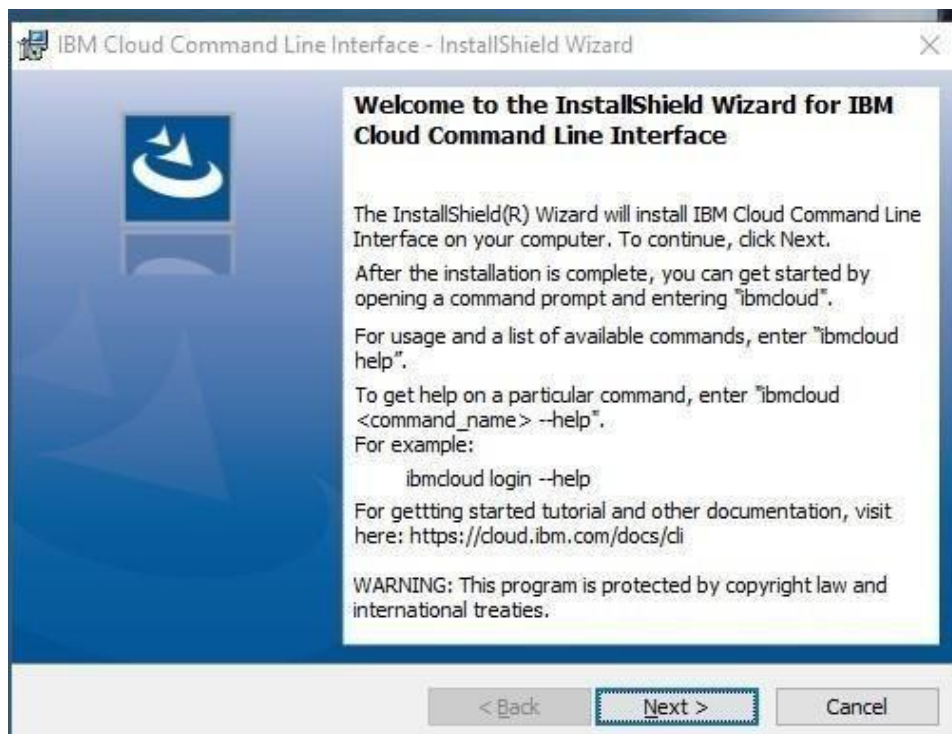 IBM Cloud Command Line Interface - InstallShield Wizard
Welcome to the InstallShield Wizard for IBM
Cloud Command Line Interface
The InstallShield(R) Wizard will install IBM Cloud Command Line
Interface on your computer. To continue, click Next.
After the installation is complete, you can get started by
opening a command prompt and entering "ibmcloud".
For usage and a list of available commands, enter "ibmcloud
help”.
To get help on a particular command, enter "ibmcloud
<command_name> --help".
For example:
ibmcloud login --help
For gettting started tutorial and other documentation, visit
here: https://cloud.ibm.com/docs/cli
WARNING: This program is protected by copyright law and
international treaties.
< Back
Next >
Cancel